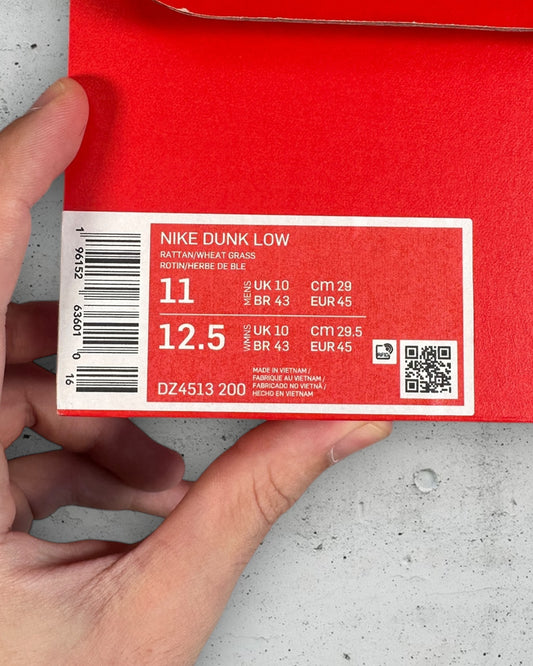 NIKE DUNK LOW
RATTAN/WHEAT GRASS
ROTIN/HERBE DE BLE
11 MENS UK 10 CM 29
BR 43 EUR 45
12.5 WMNS UK 10 CM 29.5
BR 43 EUR 45
DZ4513 200
MADE IN VIETNAM /
FABRIQUE AU VIETNAM /
FABRICADO NO VIETNÃ /
HECHO EN VIETNAM
1 96152 63601 0 16